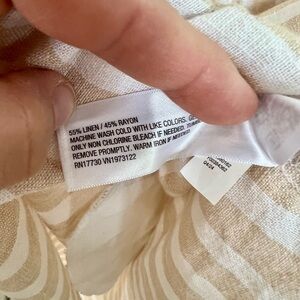 55% LINEN / 45% RAYON
MACHINE WASH COLD WITH LIKE COLORS.
ONLY NON CHLORINE BLEACH IF NEEDED. TUMBLE
REMOVE PROMPTLY. WARM IRON IF NEEDED.
RN17730 VN1973122